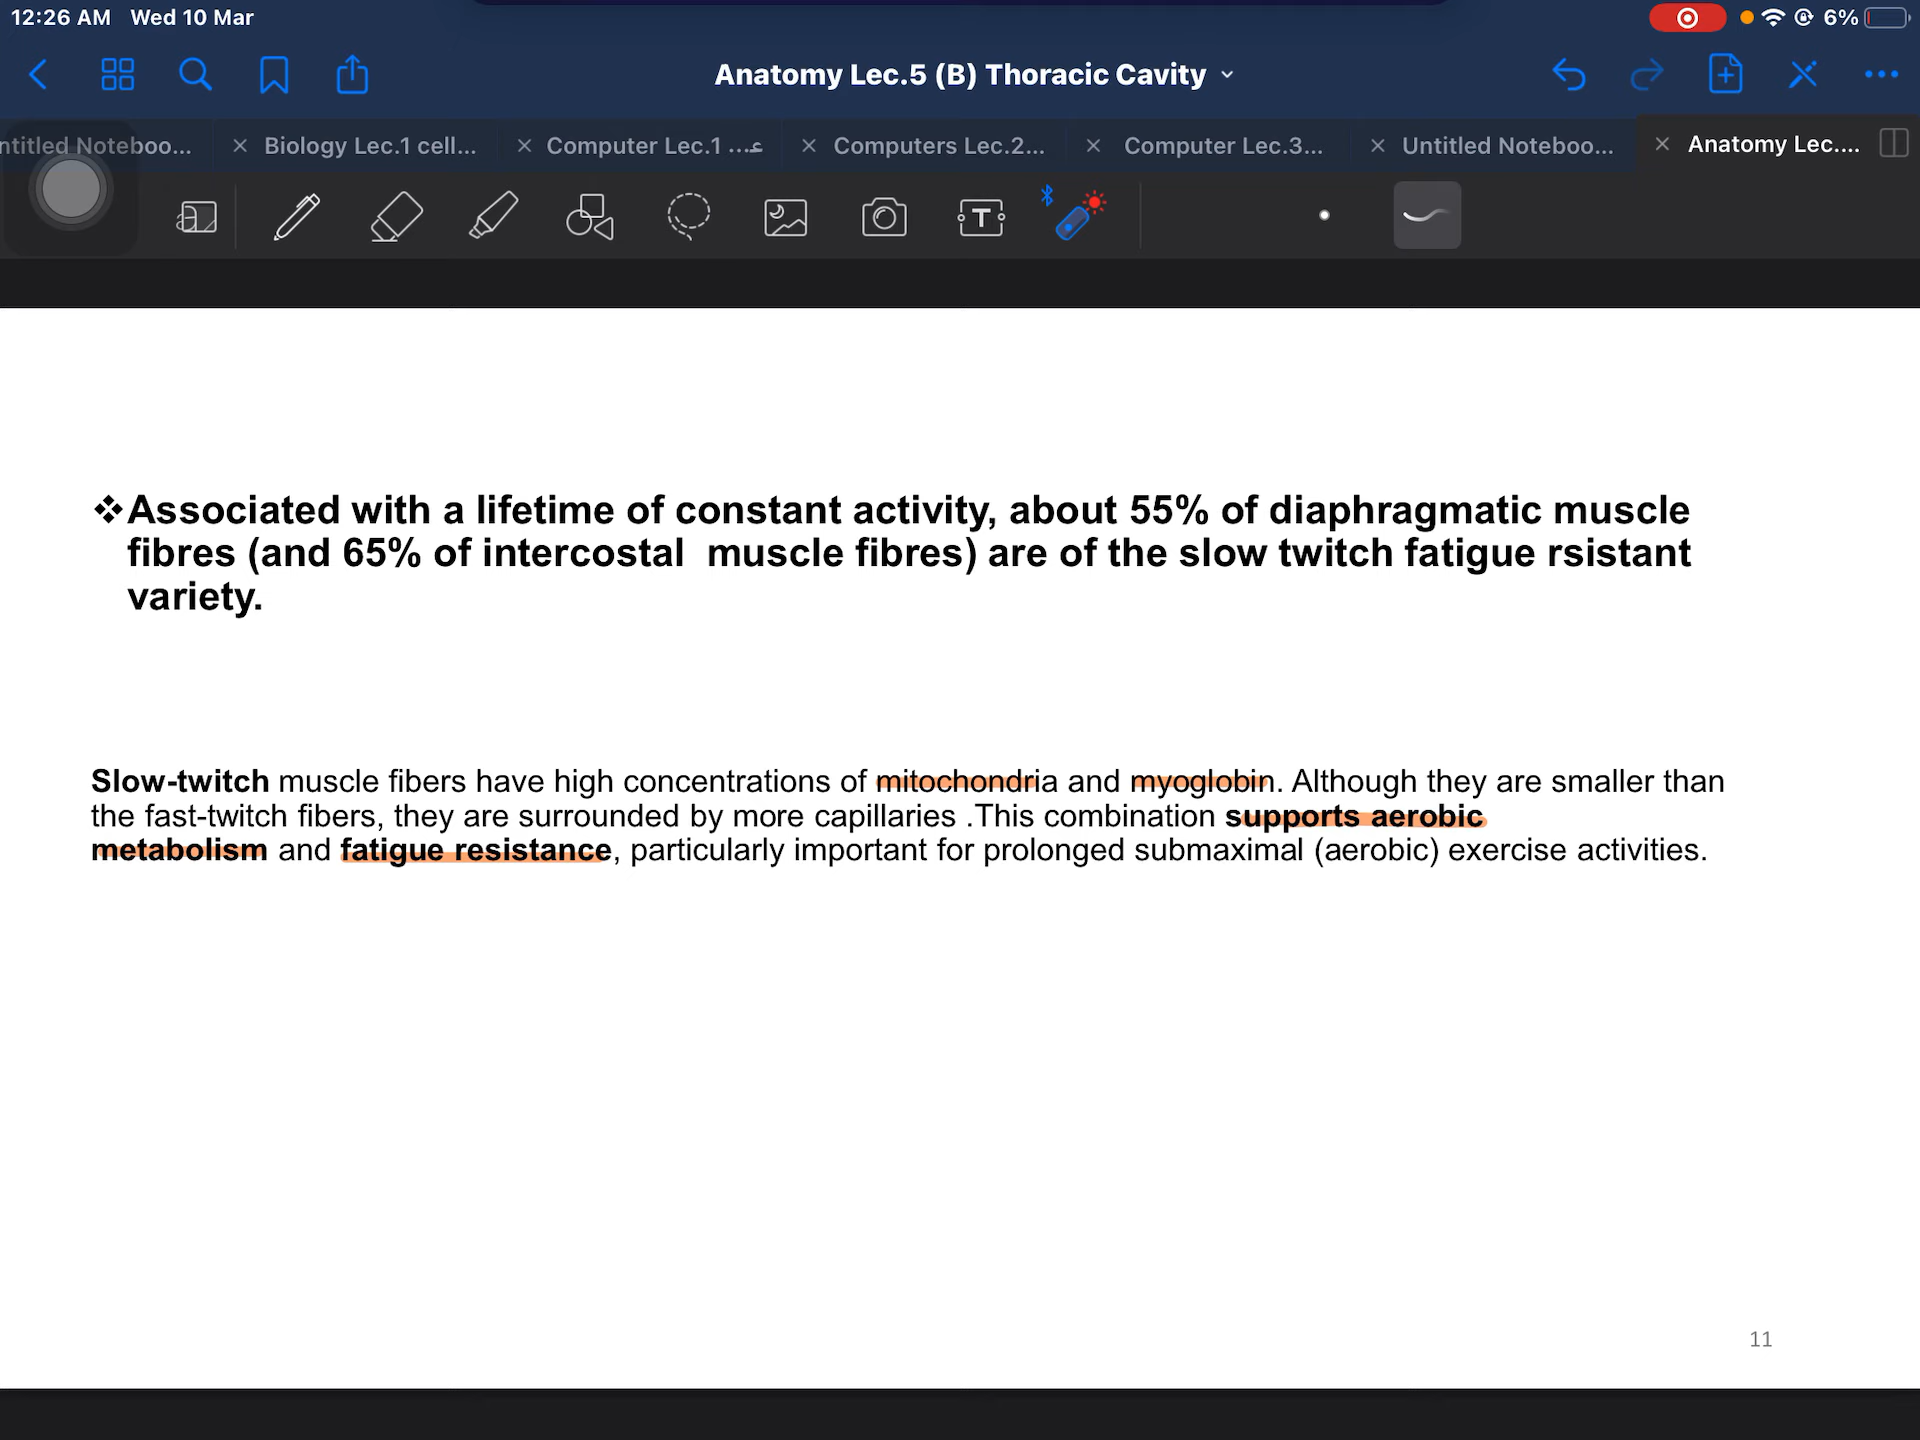 12:26 AM Wed 10 Mar
6%
Anatomy Lec.5 (B) Thoracic Cavity
ntitled Noteboo... Biology Lec.1 cell... Computer Lec.1 ...ع Computers Lec.2... Computer Lec.3... Untitled Noteboo... Anatomy Lec....
❖Associated with a lifetime of constant activity, about 55% of diaphragmatic muscle
fibres (and 65% of intercostal muscle fibres) are of the slow twitch fatigue rsistant
variety.
Slow-twitch muscle fibers have high concentrations of mitochondria and myoglobin. Although they are smaller than
the fast-twitch fibers, they are surrounded by more capillaries .This combination supports aerobic
metabolism and fatigue resistance, particularly important for prolonged submaximal (aerobic) exercise activities.
11